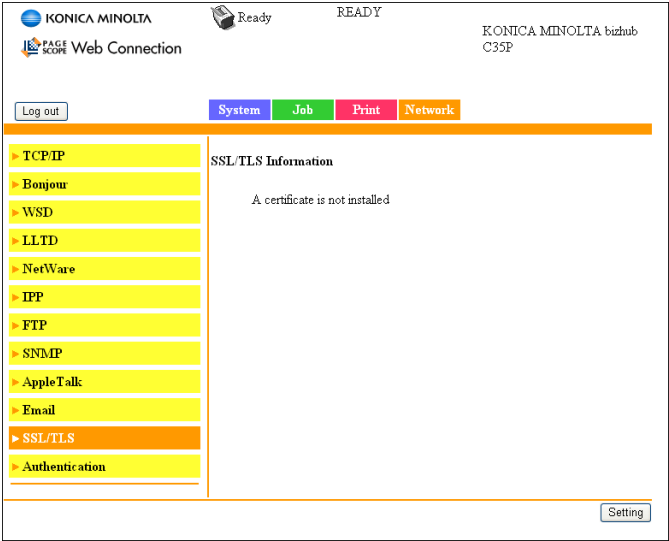 KONICA MINOLTA
PAGE SCOPE Web Connection
Ready
READY
KONICA MINOLTA bizhub
C35P
Log out
System
Job
Print
Network
TCP/IP
Bonjour
WSD
LLTD
NetWare
IPP
FTP
SNMP
AppleTalk
Email
SSL/TLS
Authentication
SSL/TLS Information
A certificate is not installed
Setting